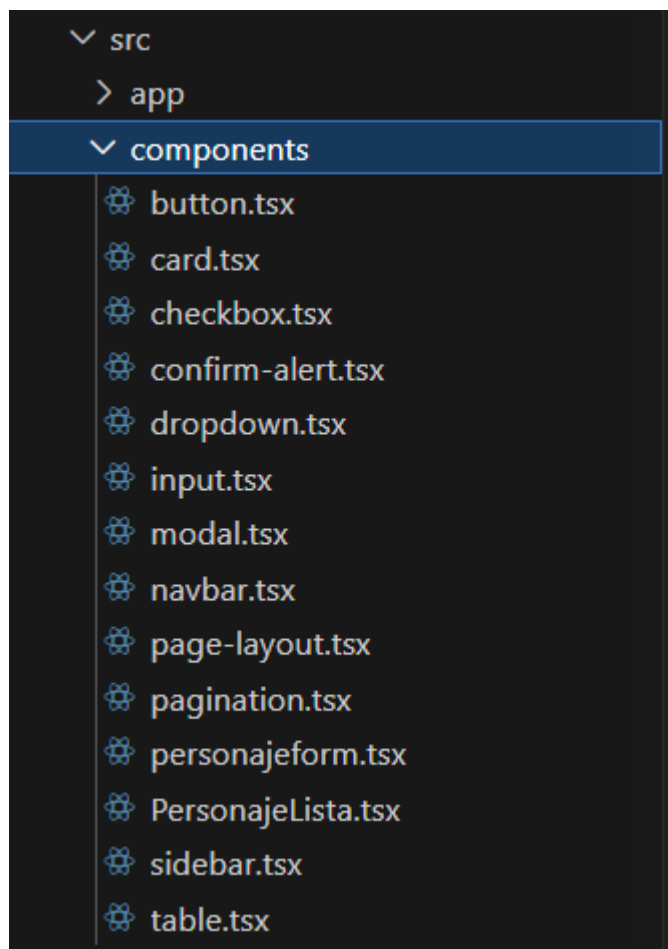 src
app
components
button.tsx
card.tsx
checkbox.tsx
confirm-alert.tsx
dropdown.tsx
input.tsx
modal.tsx
navbar.tsx
page-layout.tsx
pagination.tsx
personajeform.tsx
PersonajeLista.tsx
sidebar.tsx
table.tsx